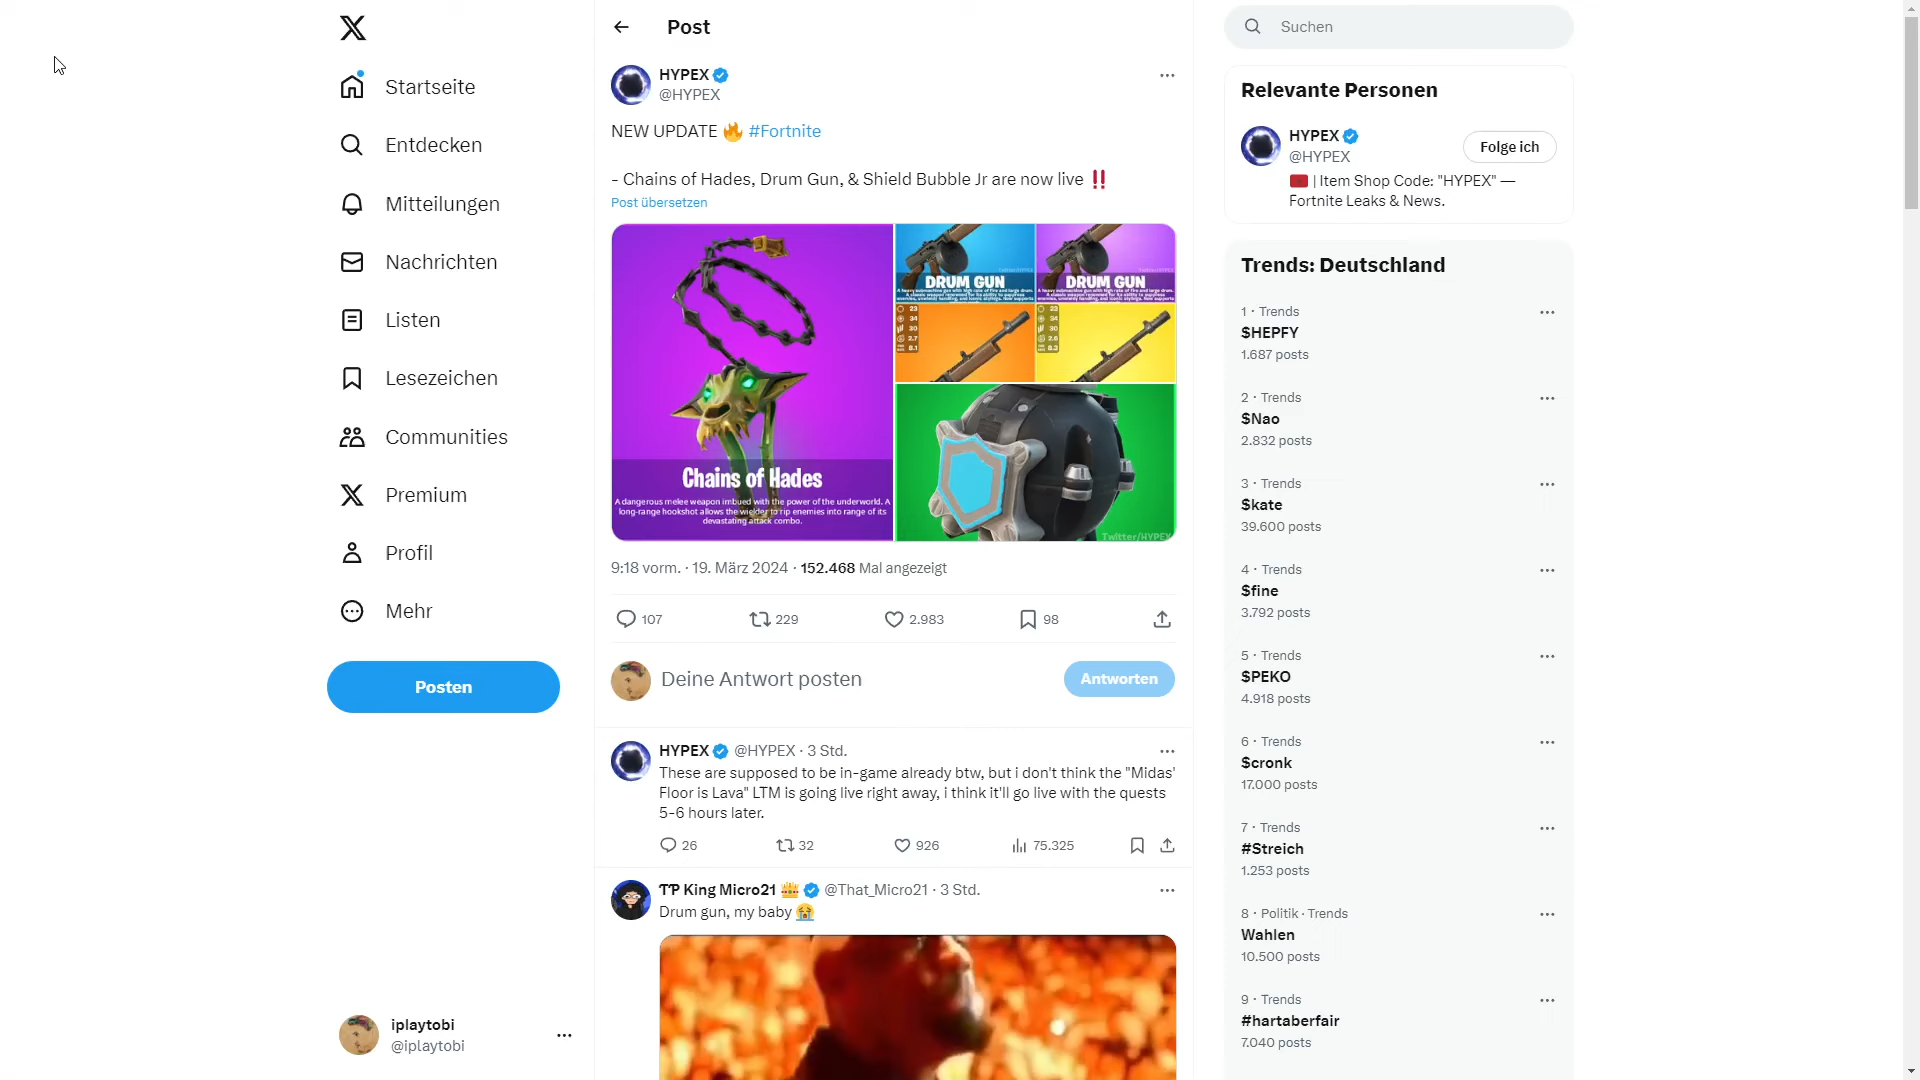 Startseite
Entdecken
Mitteilungen
Nachrichten
Listen
Lesezeichen
Communities
Premium
Profil
Mehr
Posten
iplaytobi
@iplaytobi
Post
HYPEX
@HYPEX
NEW UPDATE 🔥 #Fortnite
- Chains of Hades, Drum Gun, & Shield Bubble Jr are now live ‼️
Post übersetzen
Chains of Hades
A dangerous melee weapon imbued with the power of the underworld. A
long-range hookshot allows the wielder to rip enemies into range of its
devastating attack combo.
DRUM GUN
DRUM GUN
23
34
30
2.7
8.1
23
34
30
2.6
8.3
Twitter/HYPEX
9:18 vorm. · 19. März 2024 · 152.468 Mal angezeigt
107 229 2.983 98
Deine Antwort posten
Antworten
HYPEX @HYPEX · 3 Std.
These are supposed to be in-game already btw, but i don't think the "Midas'
Floor is Lava" LTM is going live right away, i think it'll go live with the quests
5-6 hours later.
26 32 926 75.325
TP King Micro21 👑 @That_Micro21 · 3 Std.
Drum gun, my baby 😭
Suchen
Relevante Personen
HYPEX
@HYPEX
Folge ich
| Item Shop Code: "HYPEX" —
Fortnite Leaks & News.
Trends: Deutschland
1 · Trends
$HEPFY
1.687 posts
2 · Trends
$Nao
2.832 posts
3 · Trends
$kate
39.600 posts
4 · Trends
$fine
3.792 posts
5 · Trends
$PEKO
4.918 posts
6 · Trends
$cronk
17.000 posts
7 · Trends
#Streich
1.253 posts
8 · Politik · Trends
Wahlen
10.500 posts
9 · Trends
#hartaberfair
7.040 posts